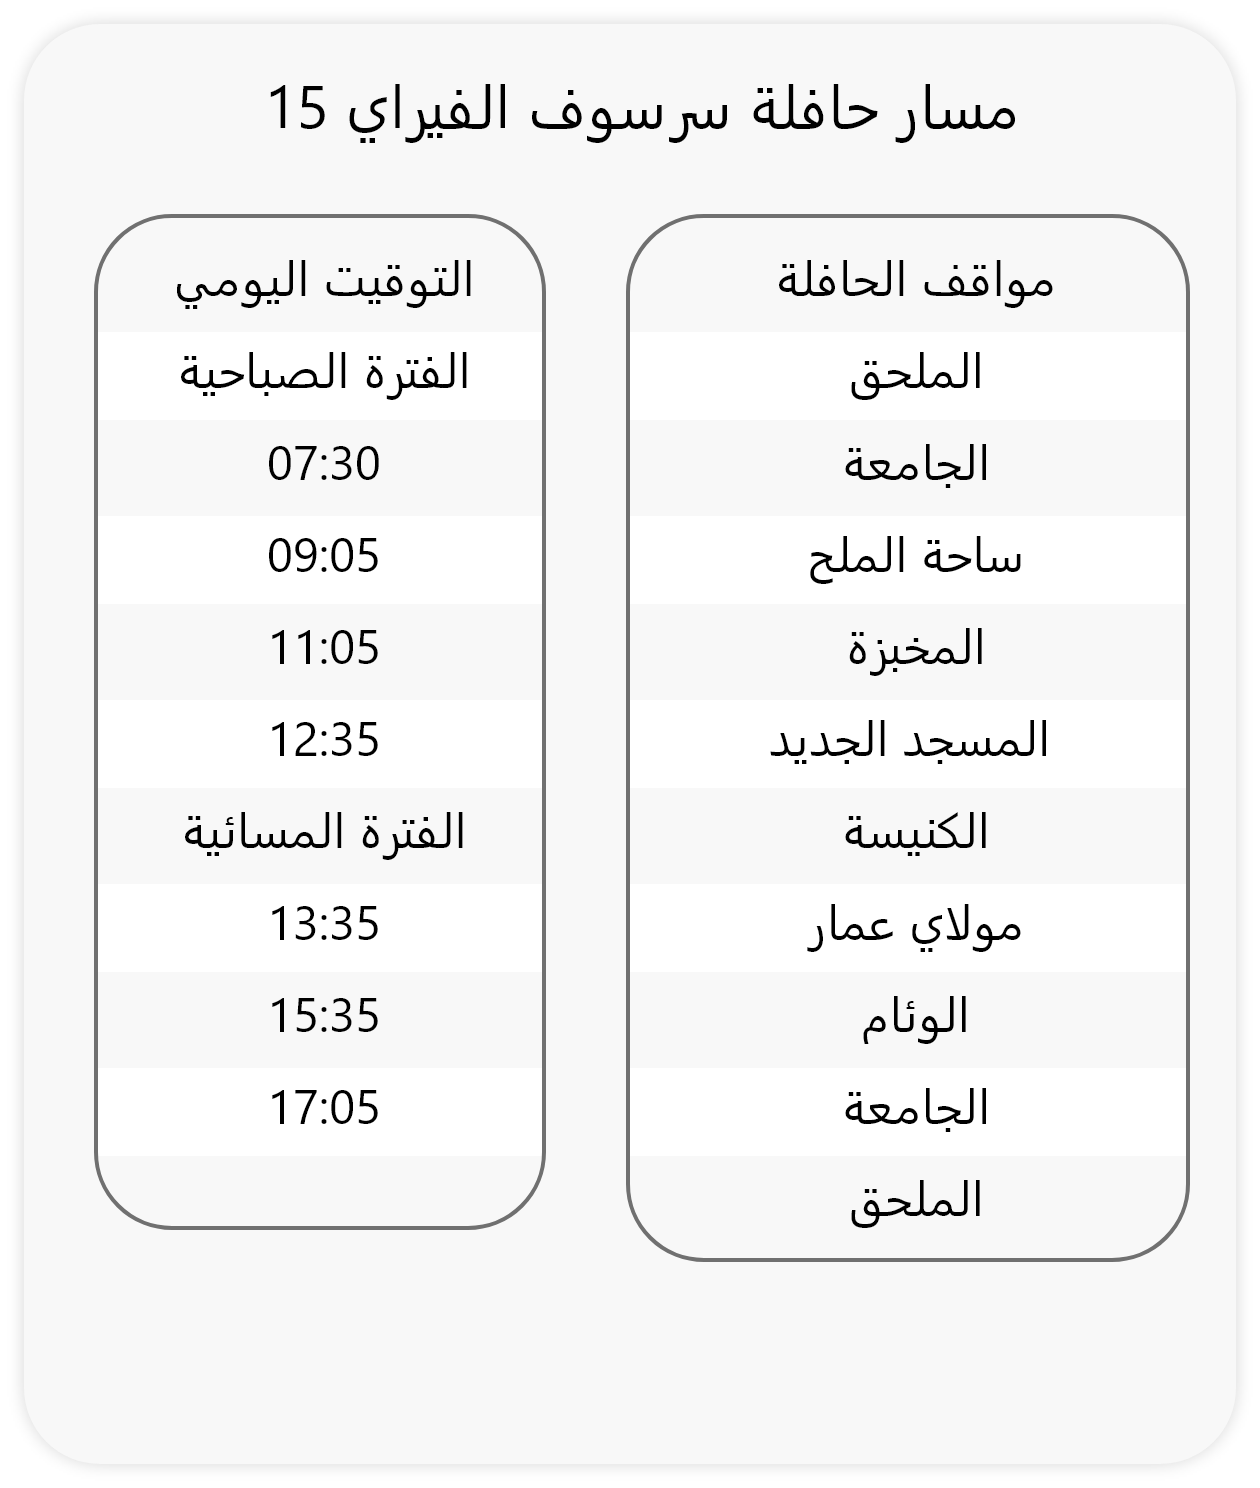 مسار حافلة سرسوف الفيراي 15
مواقف الحافلة
الملحق
الجامعة
ساحة الملح
المخبزة
المسجد الجديد
الكنيسة
مولاي عمار
الوئام
الجامعة
الملحق
التوقيت اليومي
الفترة الصباحية
07:30
09:05
11:05
12:35
الفترة المسائية
13:35
15:35
17:05